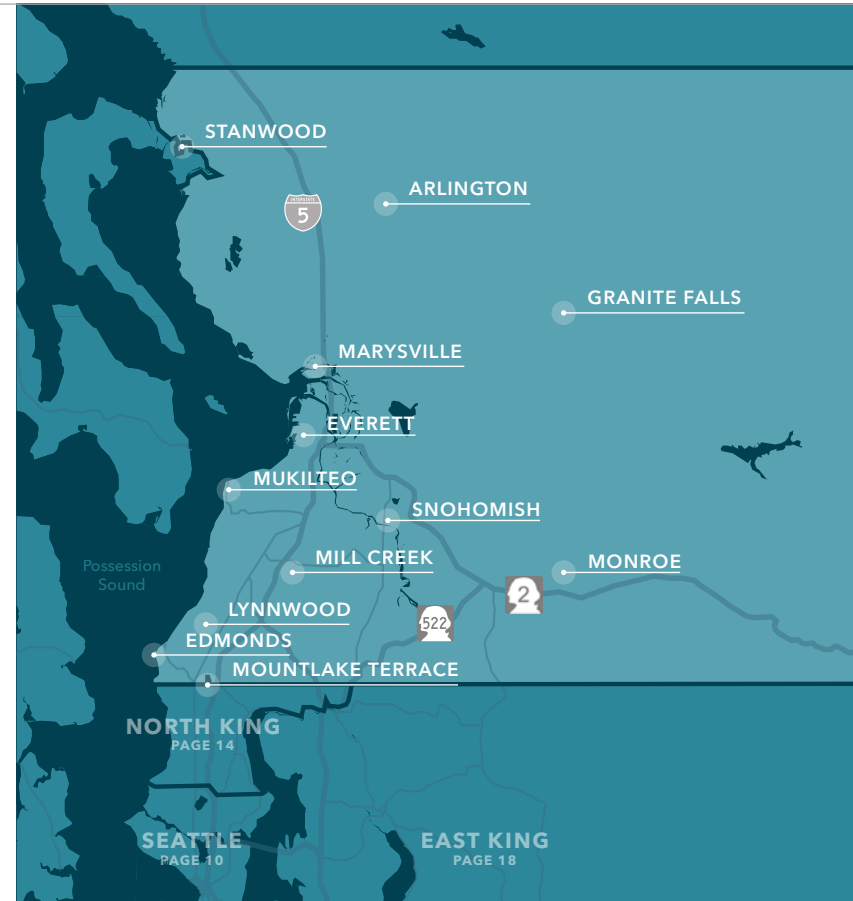 STANWOOD
ARLINGTON
INTERSTATE
5
GRANITE FALLS
MARYSVILLE
EVERETT
MUKILTEO
SNOHOMISH
MILL CREEK
MONROE
Possession
Sound
2
LYNNWOOD
522
EDMONDS
MOUNTLAKE TERRACE
NORTH KING
PAGE 14
SEATTLE
PAGE 10
EAST KING
PAGE 18